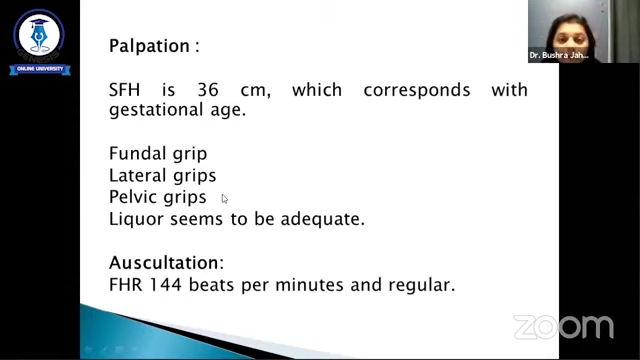 ONLINE UNIVERSITY
Dr. Bushra Jah...
Palpation :
SFH is 36 cm, which corresponds with
gestational age.
Fundal grip
Lateral grips
Pelvic grips
Liquor seems to be adequate.
Auscultation:
FHR 144 beats per minutes and regular.
zoom